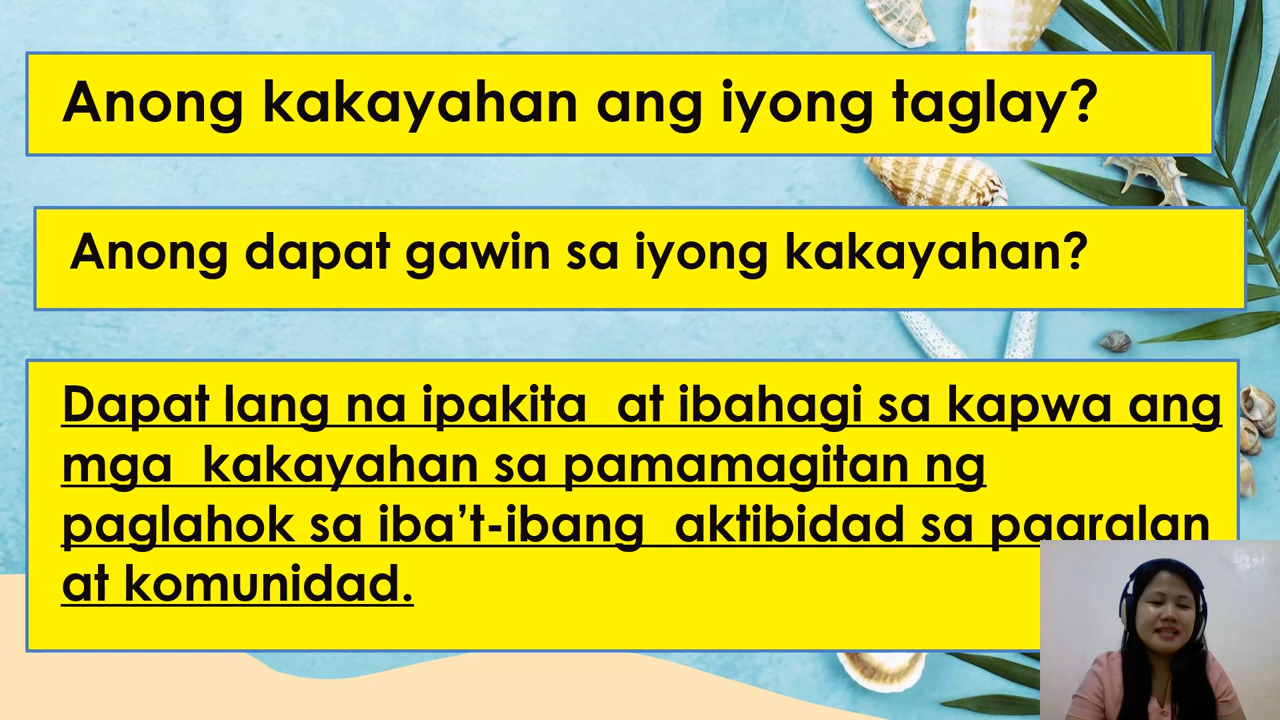 Anong kakayahan ang iyong taglay?
Anong dapat gawin sa iyong kakayahan?
Dapat lang na ipakita at ibahagi sa kapwa ang
mga kakayahan sa pamamagitan ng
paglahok sa iba't-ibang aktibidad sa paaralan
at komunidad.